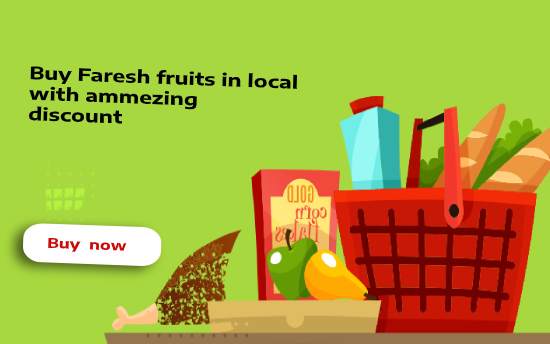 Buy Faresh fruits in local
with ammezing
discount
Buy now
GOLD
corn
flakes